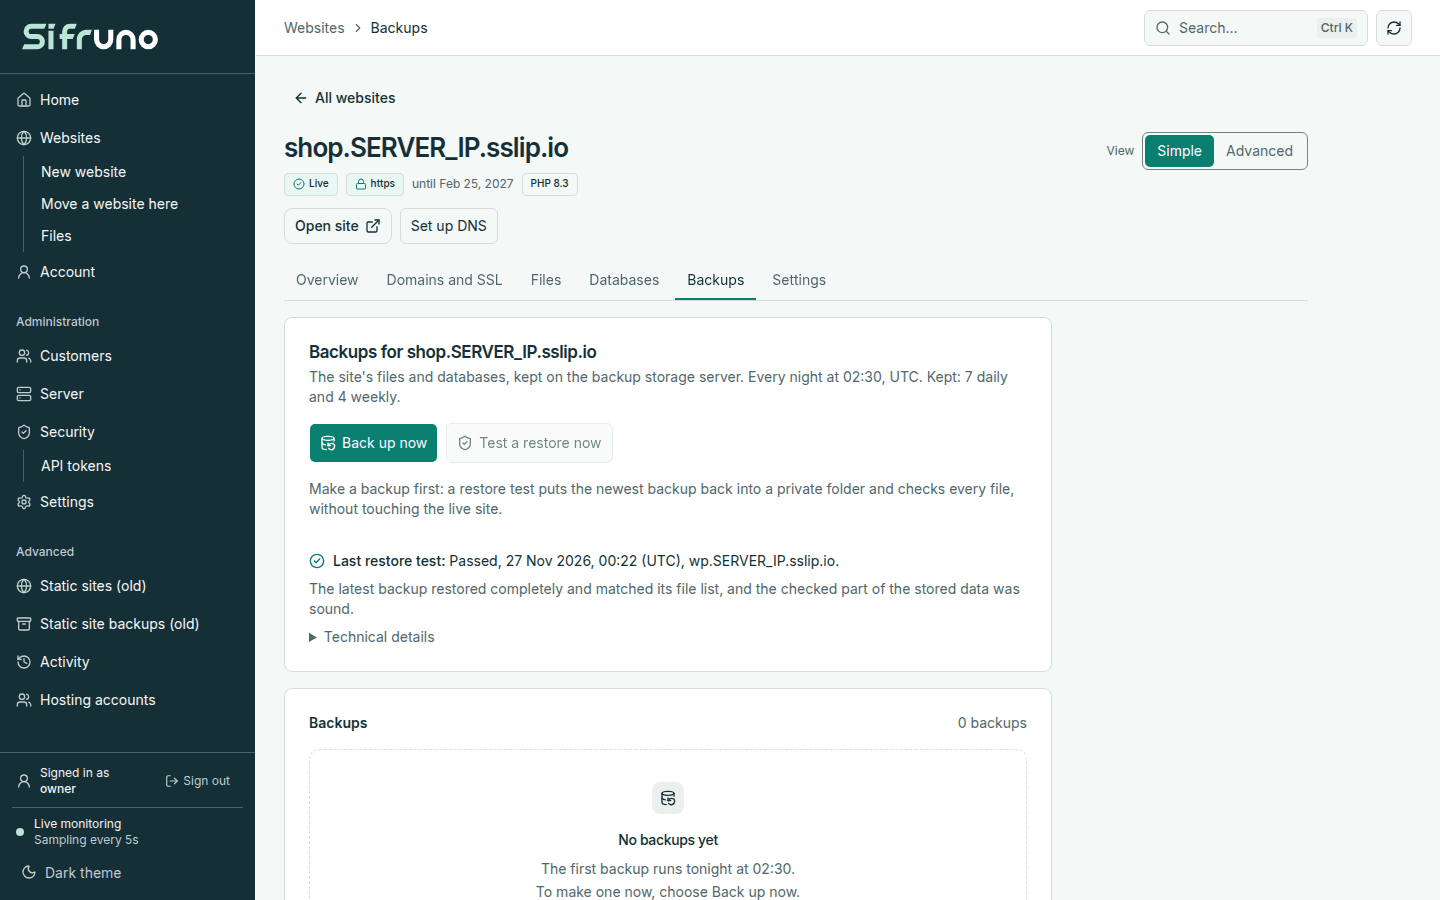 Sifruno
Websites > Backups
Search...
Ctrl K
Home
Websites
New website
Move a website here
Files
Account
Administration
Customers
Server
Security
API tokens
Settings
Advanced
Static sites (old)
Static site backups (old)
Activity
Hosting accounts
Signed in as
owner
Sign out
Live monitoring
Sampling every 5s
Dark theme
All websites
shop.SERVER_IP.sslip.io
View
Simple
Advanced
Live
https
until Feb 25, 2027
PHP 8.3
Open site
Set up DNS
Overview
Domains and SSL
Files
Databases
Backups
Settings
Backups for shop.SERVER_IP.sslip.io
The site's files and databases, kept on the backup storage server. Every night at 02:30, UTC. Kept: 7 daily
and 4 weekly.
Back up now
Test a restore now
Make a backup first: a restore test puts the newest backup back into a private folder and checks every file,
without touching the live site.
Last restore test: Passed, 27 Nov 2026, 00:22 (UTC), wp.SERVER_IP.sslip.io.
The latest backup restored completely and matched its file list, and the checked part of the stored data was
sound.
Technical details
Backups
0 backups
No backups yet
The first backup runs tonight at 02:30.
To make one now, choose Back up now.